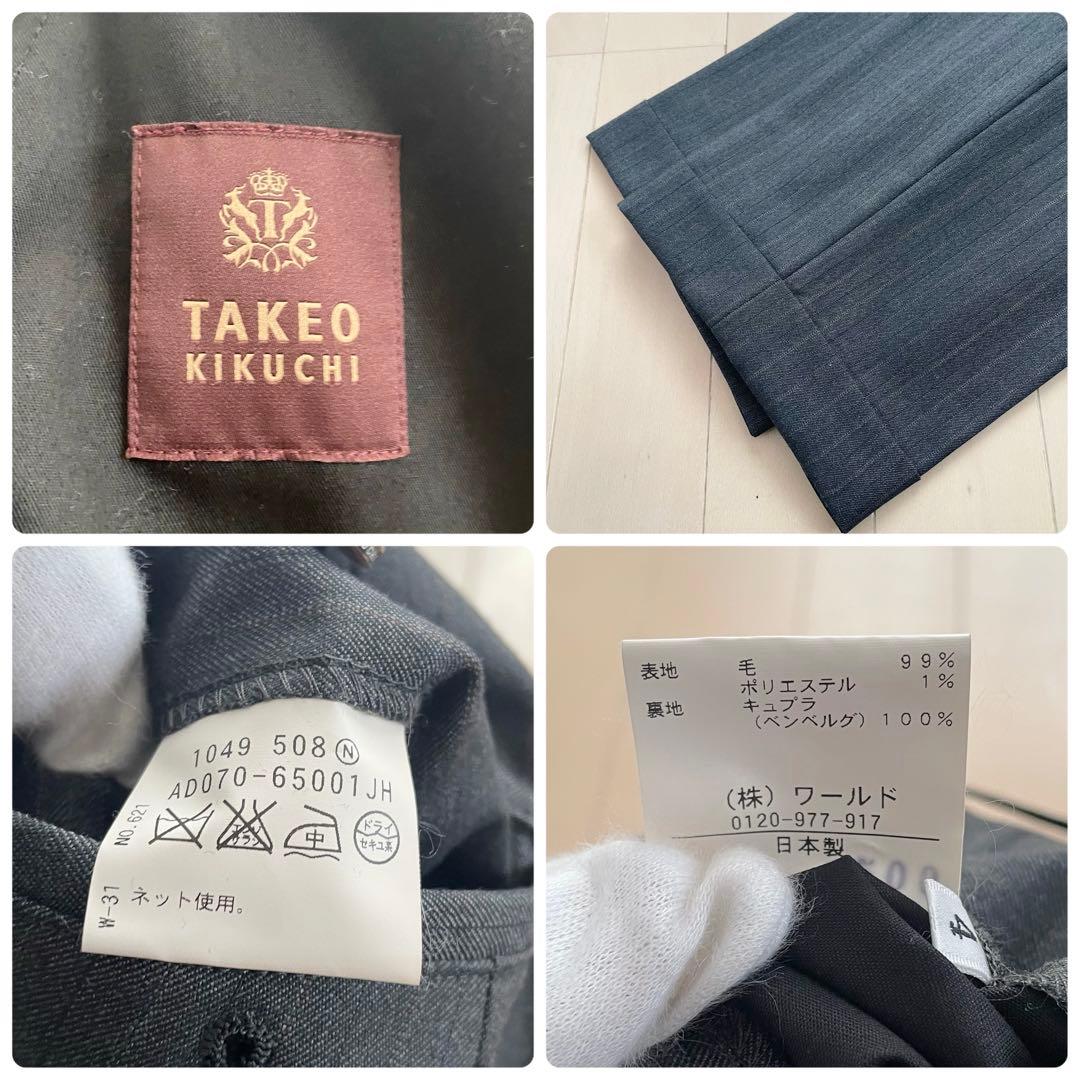 T
TAKEO
KIKUCHI
1049 508 Ⓝ
AD070-65001JH
中
ドライ
セキユ系
ネット使用。
NO.621
W-31
表地 毛 99%
ポリエステル 1%
裏地 キュプラ
(ベンベルグ) 100%
(株) ワールド
0120-977-917
日本製
4